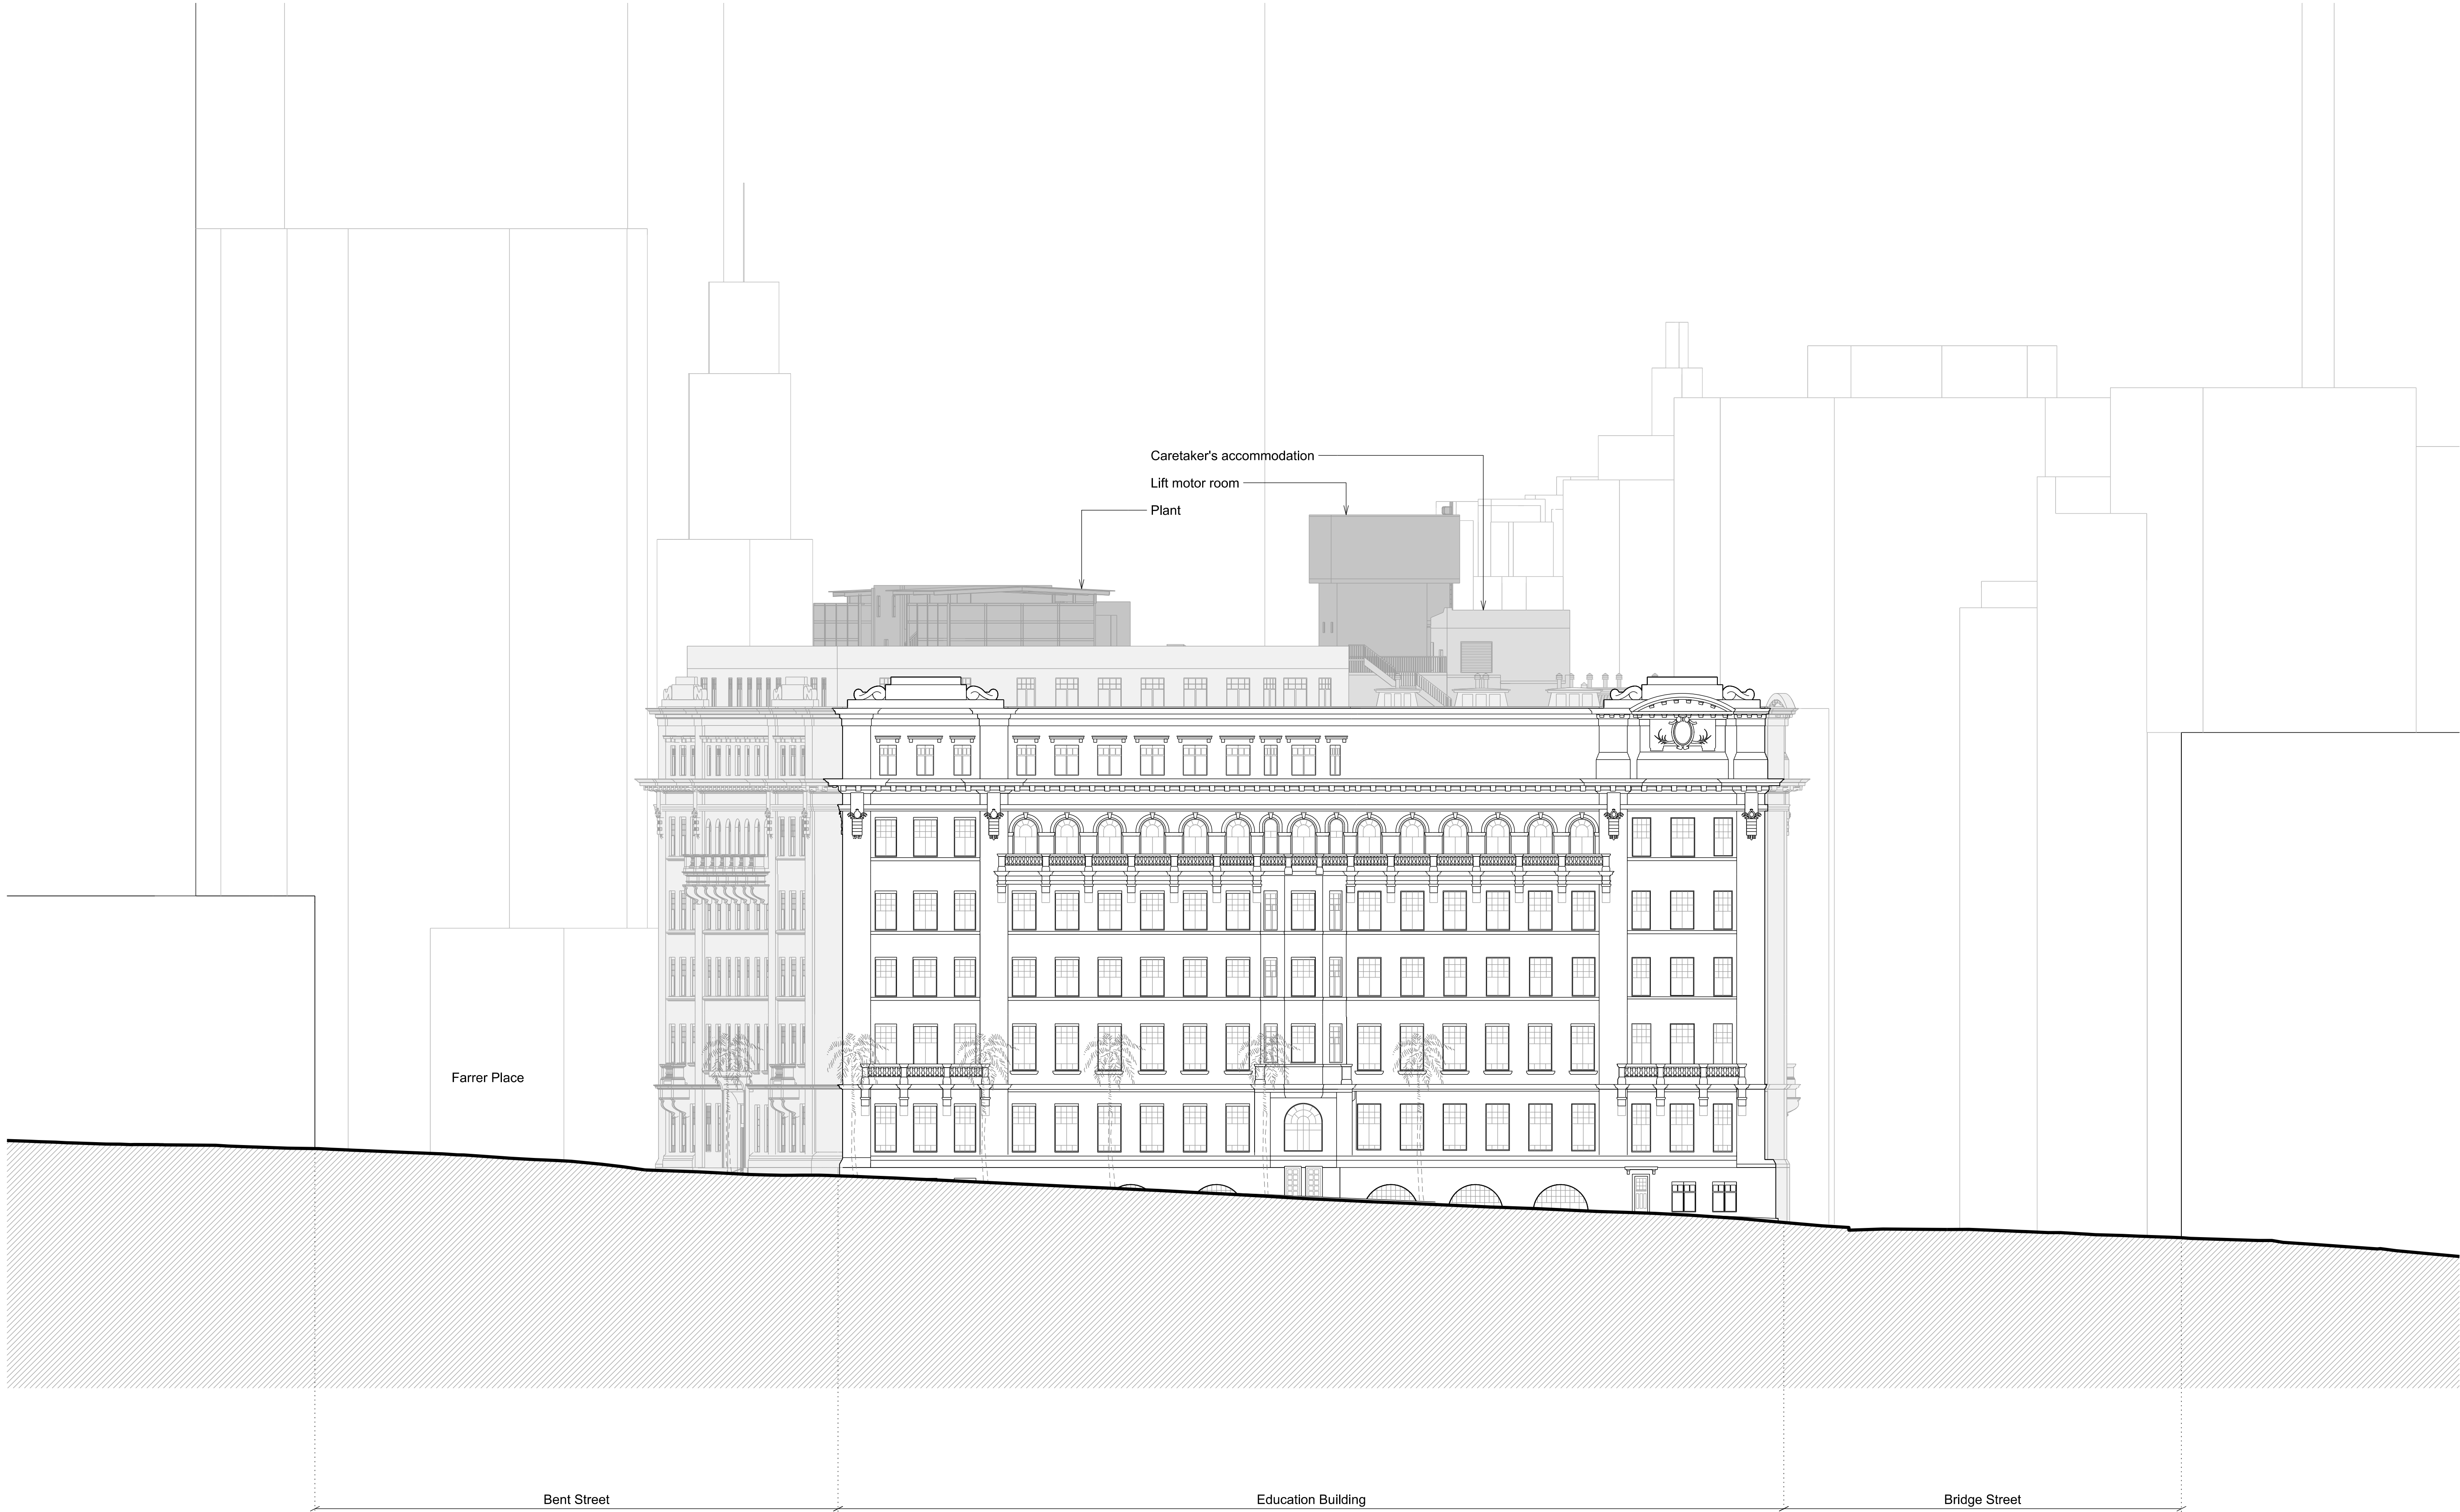 Caretaker's accommodation
Lift motor room
Plant
Farrer Place
Bent Street
Education Building
Bridge Street